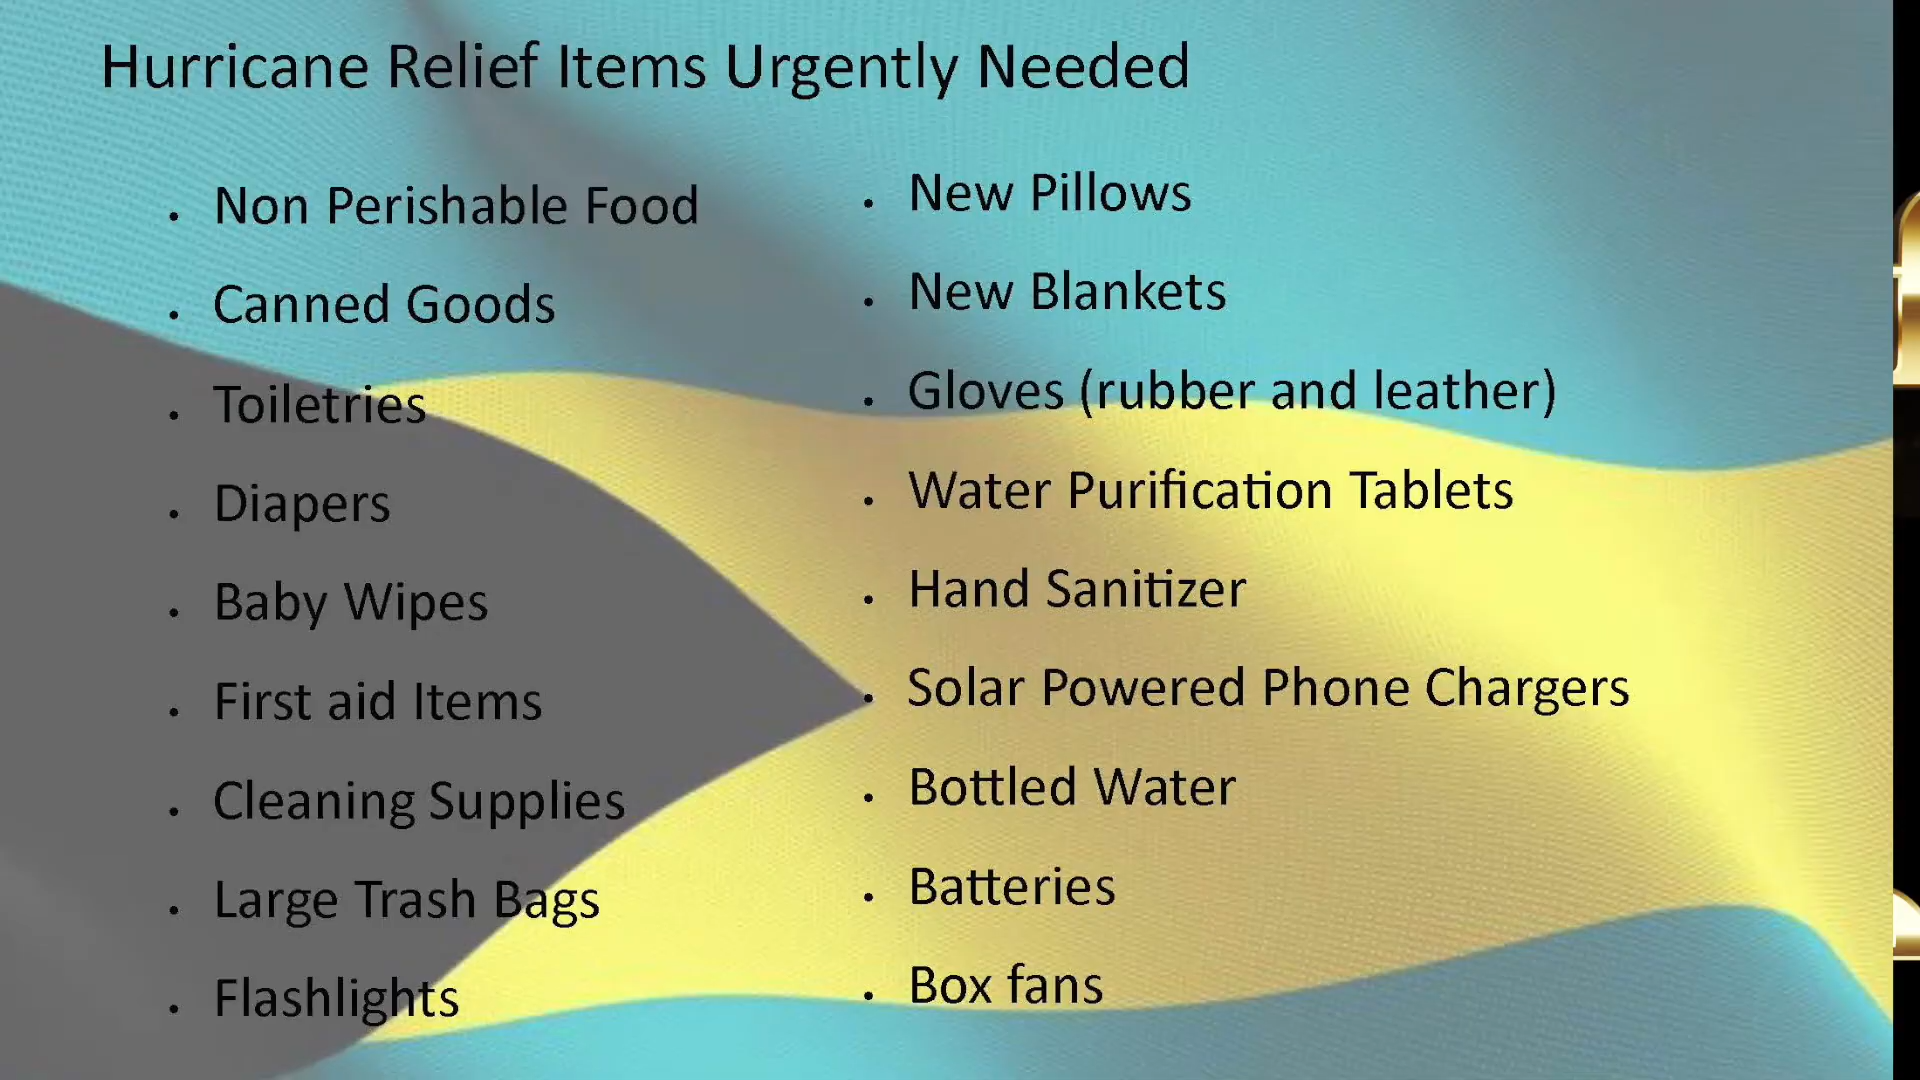 Hurricane Relief Items Urgently Needed
• Non Perishable Food
• Canned Goods
• Toiletries
• Diapers
• Baby Wipes
• First aid Items
• Cleaning Supplies
• Large Trash Bags
• Flashlights
• New Pillows
• New Blankets
• Gloves (rubber and leather)
• Water Purification Tablets
• Hand Sanitizer
• Solar Powered Phone Chargers
• Bottled Water
• Batteries
• Box fans